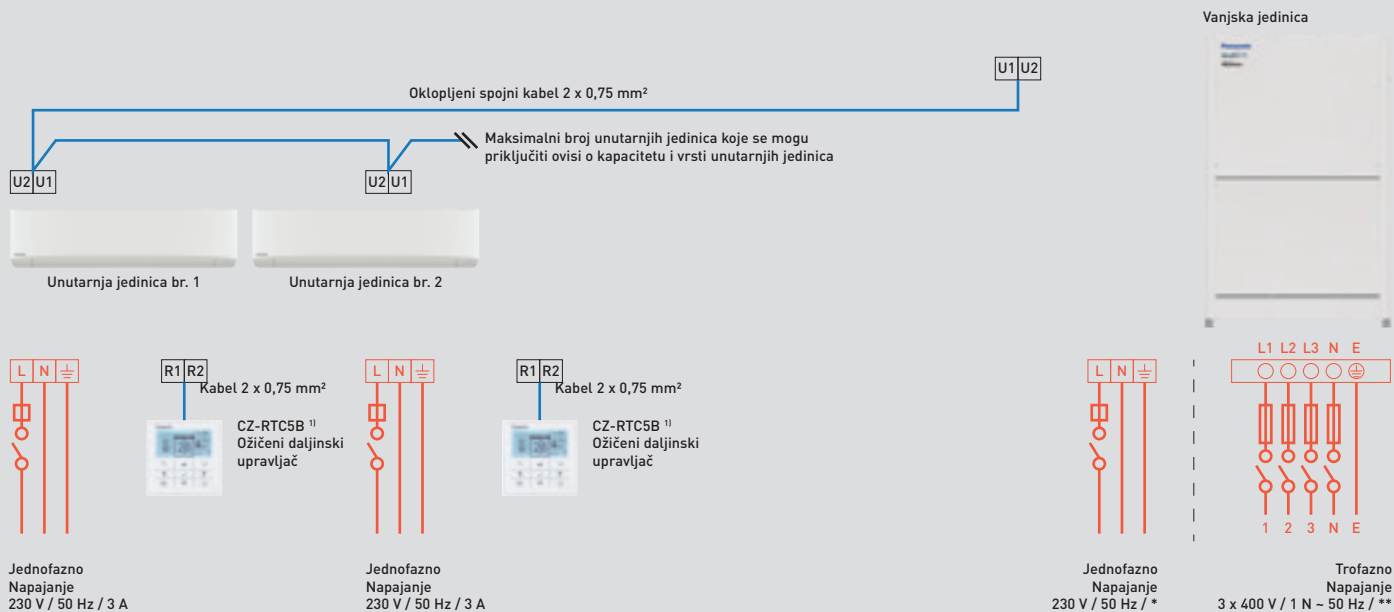 Vanjska jedinica
Panasonic
U1 U2
Oklopljeni spojni kabel 2 x 0,75 mm²
Maksimalni broj unutarnjih jedinica koje se mogu
priključiti ovisi o kapacitetu i vrsti unutarnjih jedinica
U2 U1
U2 U1
Unutarnja jedinica br. 1
Unutarnja jedinica br. 2
L N
R1 R2
Kabel 2 x 0,75 mm²
CZ-RTC5B ¹⁾
Ožičeni daljinski
upravljač
L N
R1 R2
Kabel 2 x 0,75 mm²
CZ-RTC5B ¹⁾
Ožičeni daljinski
upravljač
L N
L1 L2 L3 N E
1 2 3 N E
Jednofazno
Napajanje
230 V / 50 Hz / 3 A
Jednofazno
Napajanje
230 V / 50 Hz / 3 A
Jednofazno
Napajanje
230 V / 50 Hz / *
Trofazno
Napajanje
3 x 400 V / 1 N ~ 50 Hz / **